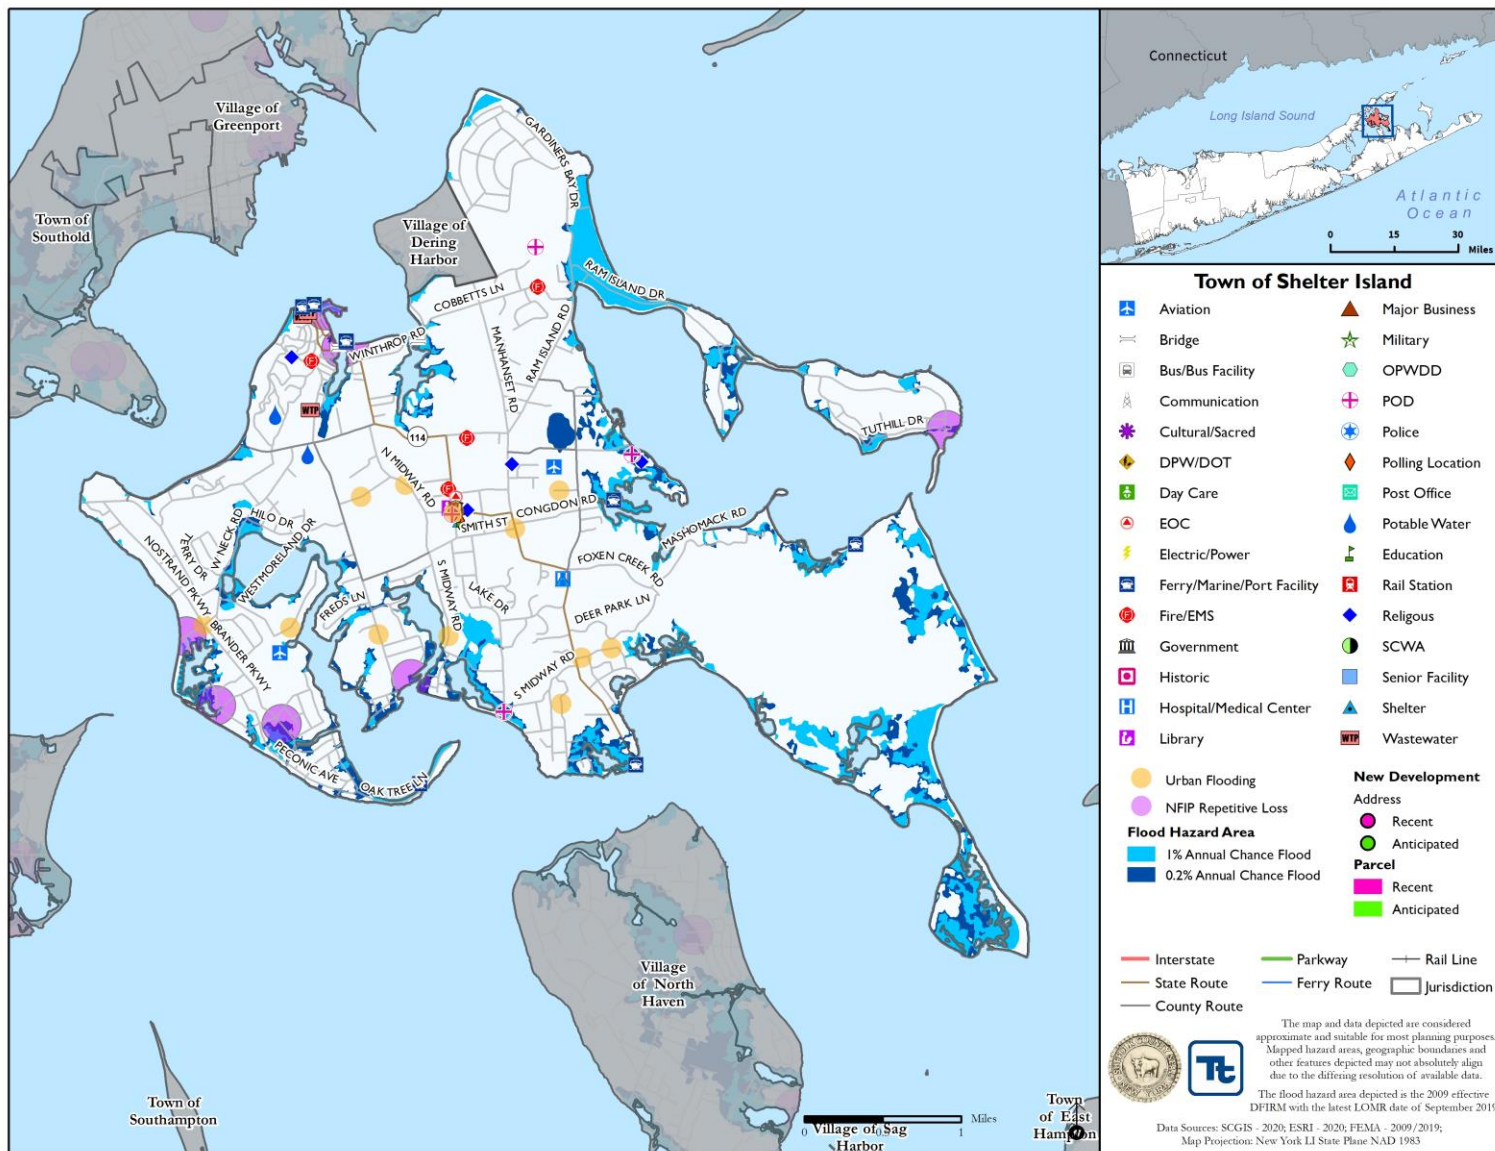 Village of
Greenport
Town of
Southold
Village of
Dering
Harbor
GARDINERS BAY DR
RAM ISLAND DR
COBBETTS LN
WINTHROP RD
MANHANSET RD
RAM ISLAND RD
TUTHILL DR
114
N MIDWAY RD
WTP
SMITH ST
CONGDON RD
MASHOMACK RD
FOXEN CREEK RD
DEER PARK LN
LAKE DR
S MIDWAY RD
S MIDWAY RD
HILO DR
W NECK RD
WESTMORELAND DR
TERRY DR
NOSTRAND PKWY
BRANDER PKWY
FREDS LN
PECONIC AVE
OAK TREE LN
Village
of North
Haven
Town of
Southampton
Village of Sag
Harbor
Town
of East
Hampton
0 0.5 1 Miles
Connecticut
Long Island Sound
Atlantic
Ocean
0 15 30
Miles
Town of Shelter Island
Aviation
Bridge
Bus/Bus Facility
Communication
Cultural/Sacred
DPW/DOT
Day Care
EOC
Electric/Power
Ferry/Marine/Port Facility
Fire/EMS
Government
Historic
Hospital/Medical Center
Library
Major Business
Military
OPWDD
POD
Police
Polling Location
Post Office
Potable Water
Education
Rail Station
Religous
SCWA
Senior Facility
Shelter
WTP Wastewater
Urban Flooding
NFIP Repetitive Loss
Flood Hazard Area
1% Annual Chance Flood
0.2% Annual Chance Flood
New Development
Address
Recent
Anticipated
Parcel
Recent
Anticipated
Interstate
State Route
County Route
Parkway
Ferry Route
Rail Line
Jurisdiction
Tt
The map and data depicted are considered
approximate and suitable for most planning purposes.
Mapped hazard areas, geographic boundaries and
other features depicted may not absolutely align
due to the differing resolution of available data.
The flood hazard area depicted is the 2009 effective
DFIRM with the latest LOMR date of September 2019
Data Sources: SCGIS - 2020; ESRI - 2020; FEMA - 2009/2019;
Map Projection: New York LI State Plane NAD 1983